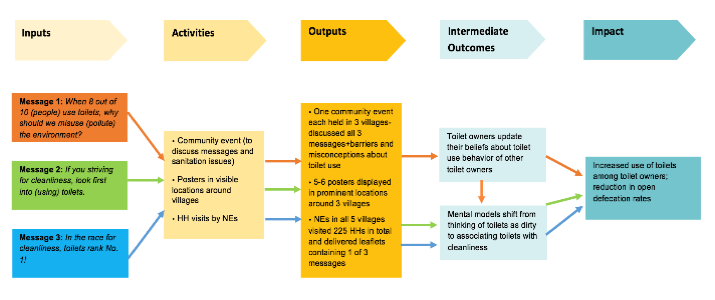 Inputs
Activities
Outputs
Intermediate
Outcomes
Impact
Message 1: When 8 out of
10 (people) use toilets, why
should we misuse (pollute)
the environment?
Message 2: If you striving
for cleanliness, look first
into (using) toilets.
Message 3: In the race for
cleanliness, toilets rank No.
1!
• Community event (to
discuss messages and
sanitation issues)
• Posters in visible
locations around
villages
• HH visits by NEs
• One community event
each held in 3 villages-
discussed all 3
messages+barriers and
misconceptions about
toilet use
• 5-6 posters displayed
in prominent locations
around 3 villages
• NEs in all 5 villages
visited 225 HHs in total
and delivered leaflets
containing 1 of 3
messages
Toilet owners update
their beliefs about toilet
use behavior of other
toilet owners
Mental models shift from
thinking of toilets as dirty
to associating toilets with
cleanliness
Increased use of toilets
among toilet owners;
reduction in open
defecation rates